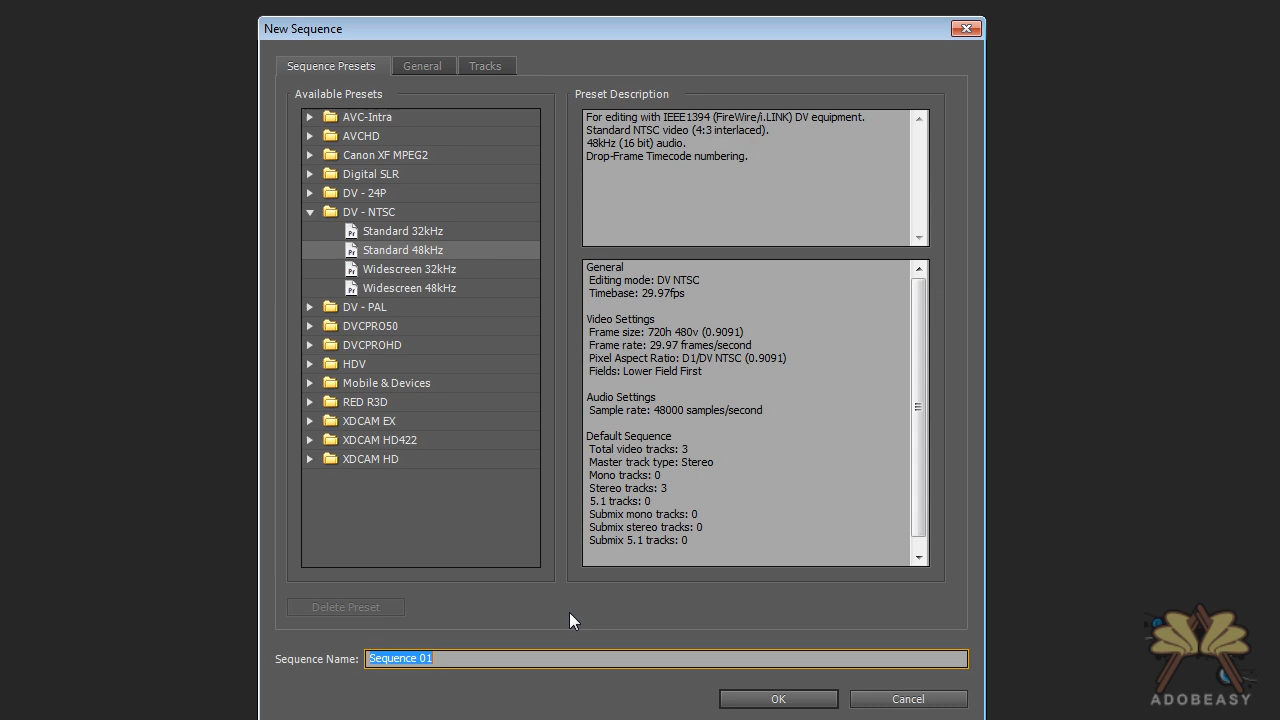 New Sequence
Sequence Presets
General
Tracks
Available Presets
AVC-Intra
AVCHD
Canon XF MPEG2
Digital SLR
DV - 24P
DV - NTSC
Pr Standard 32kHz
Pr Standard 48kHz
Pr Widescreen 32kHz
Pr Widescreen 48kHz
DV - PAL
DVCPRO50
DVCPROHD
HDV
Mobile & Devices
RED R3D
XDCAM EX
XDCAM HD422
XDCAM HD
Delete Preset
Preset Description
For editing with IEEE1394 (FireWire/i.LINK) DV equipment.
Standard NTSC video (4:3 interlaced).
48kHz (16 bit) audio.
Drop-Frame Timecode numbering.
General
Editing mode: DV NTSC
Timebase: 29.97fps
Video Settings
Frame size: 720h 480v (0.9091)
Frame rate: 29.97 frames/second
Pixel Aspect Ratio: D1/DV NTSC (0.9091)
Fields: Lower Field First
Audio Settings
Sample rate: 48000 samples/second
Default Sequence
Total video tracks: 3
Master track type: Stereo
Mono tracks: 0
Stereo tracks: 3
5.1 tracks: 0
Submix mono tracks: 0
Submix stereo tracks: 0
Submix 5.1 tracks: 0
Sequence Name: Sequence 01
OK
Cancel
ADOBEASY